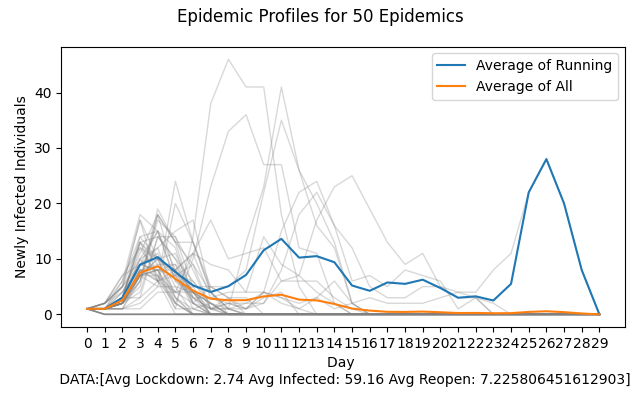 Epidemic Profiles for 50 Epidemics
Average of Running
Average of All
Newly Infected Individuals
40
30
20
10
0
0 1 2 3 4 5 6 7 8 9 10 11 12 13 14 15 16 17 18 19 20 21 22 23 24 25 26 27 28 29
Day
DATA:[Avg Lockdown: 2.74 Avg Infected: 59.16 Avg Reopen: 7.225806451612903]